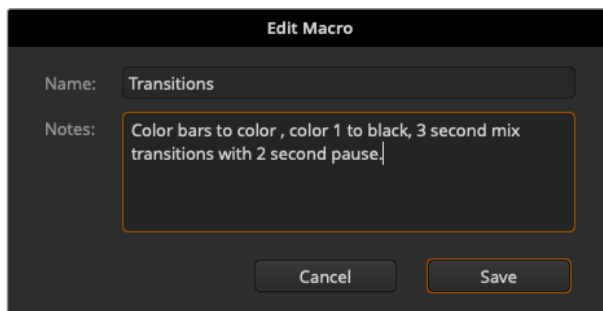 Edit Macro
Name: Transitions
Notes: Color bars to color , color 1 to black, 3 second mix
transitions with 2 second pause.
Cancel Save